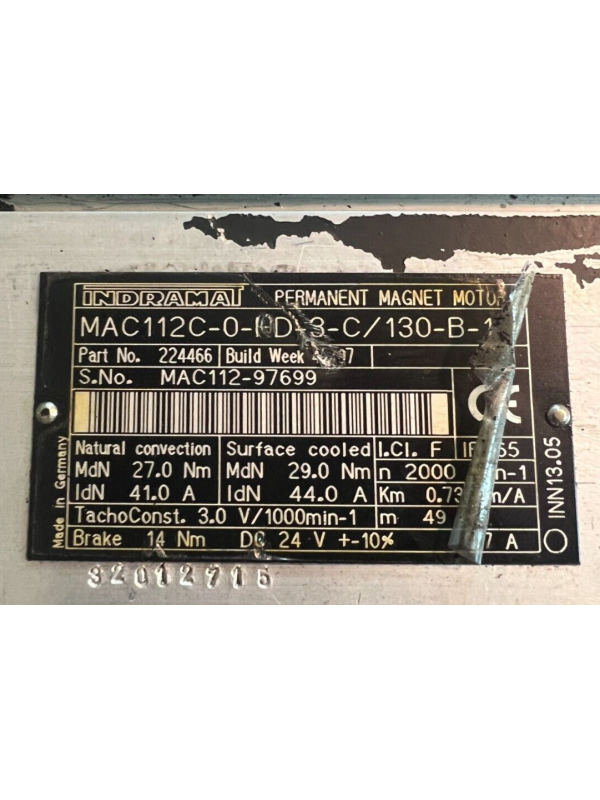 INDRAMAT PERMANENT MAGNET
MAC112C-0-
Part No. 224466 Build Week
S.No. MAC112-97699
CE
Natural convection Surface cooled I.Cl. F
MdN 27.0 Nm MdN 29.0 Nm n 2000
IdN 41.0 A IdN 44.0 A Km
TachoConst. 3.0 V/1000min-1 m 49
Brake 14 Nm DC 24 V +-10% A
Made in Germany
INN13.05
32012715